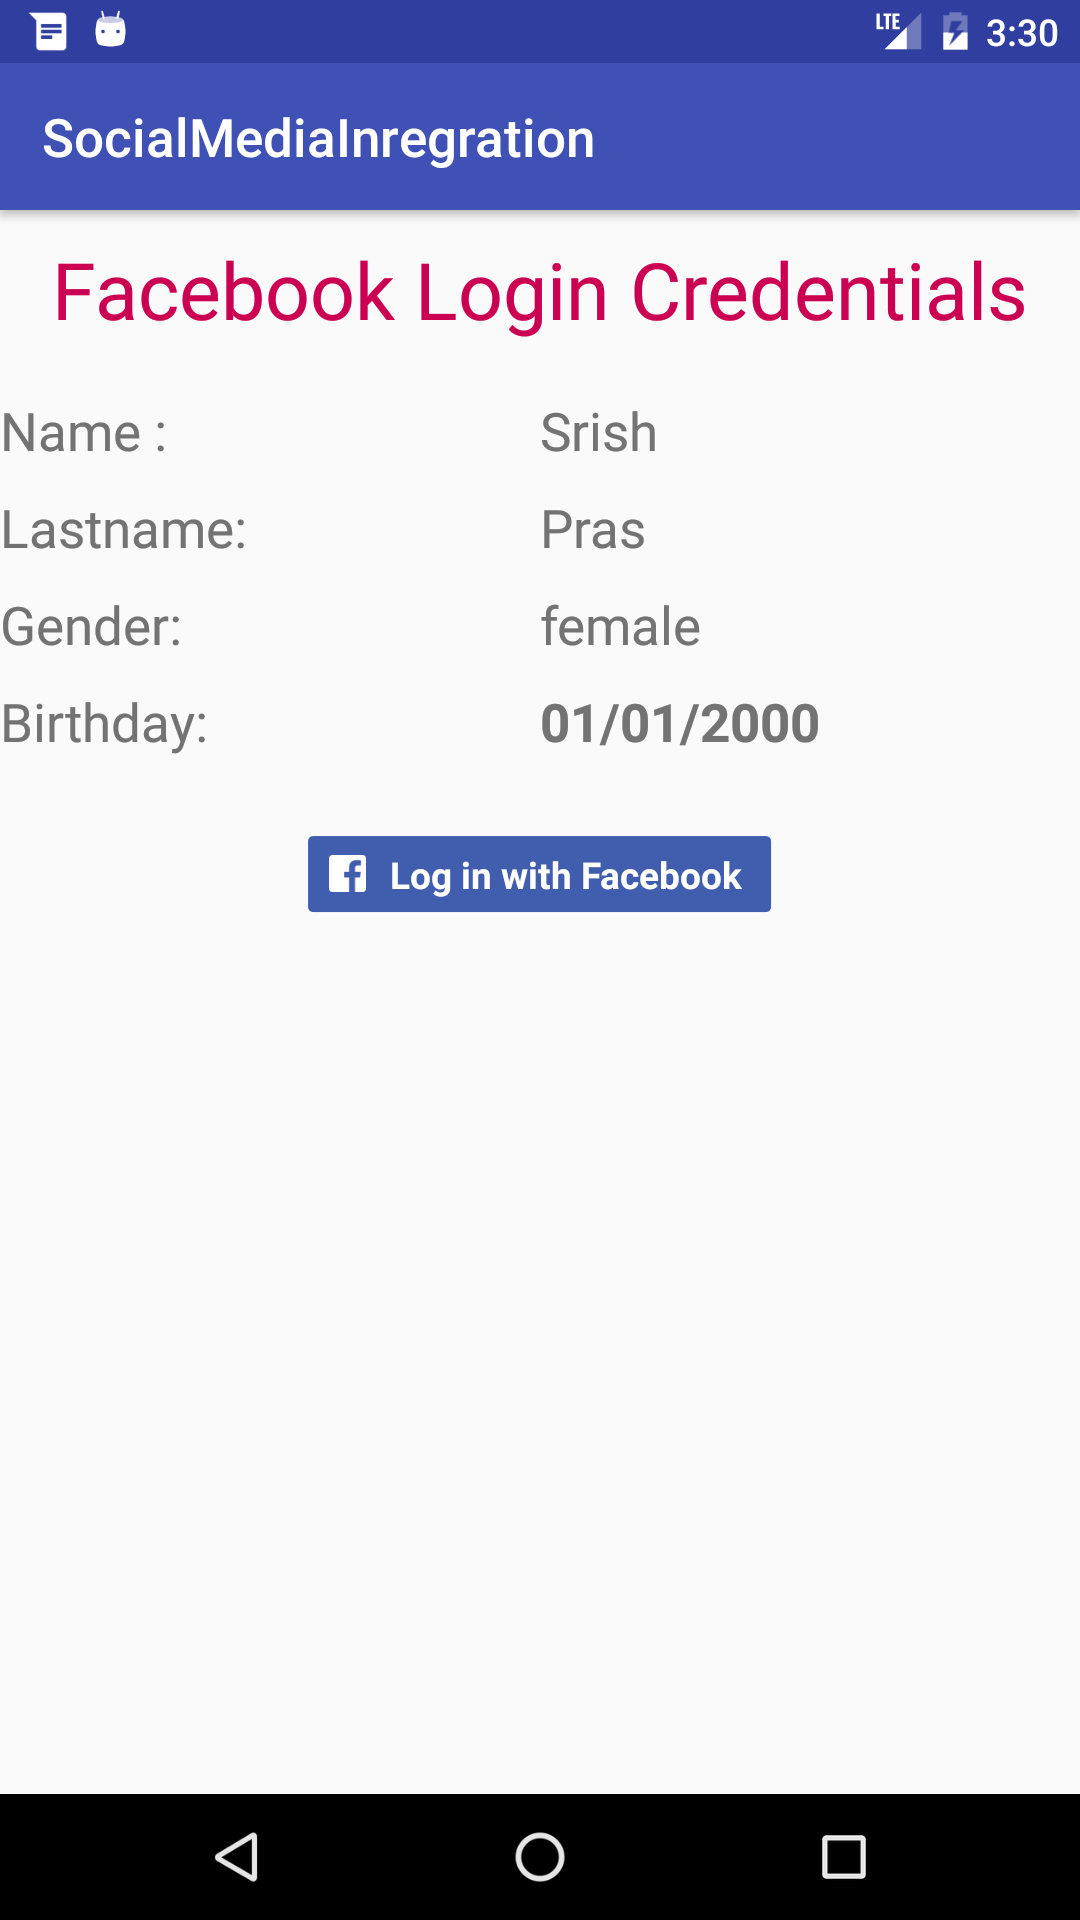 LTE 3:30
SocialMediaInregration
Facebook Login Credentials
Name : Srish
Lastname: Pras
Gender: female
Birthday: 01/01/2000
Log in with Facebook